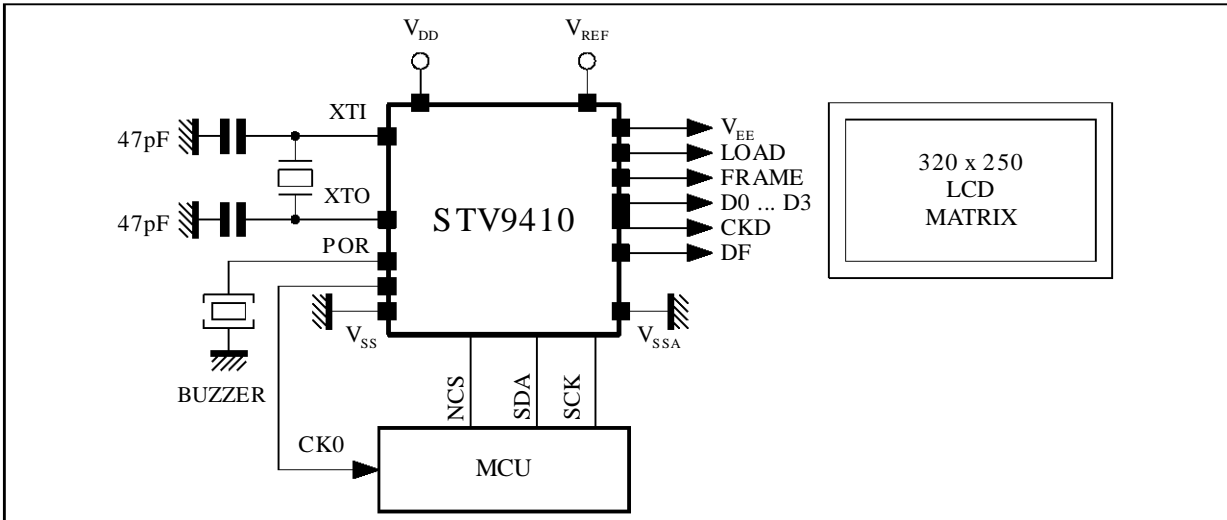 VDD
VREF
XTI
47pF
XTO
47pF
POR
STV9410
VEE
LOAD
FRAME
D0 ... D3
CKD
DF
320 x 250
LCD
MATRIX
VSS
VSSA
BUZZER
NCS
SDA
SCK
CK0
MCU